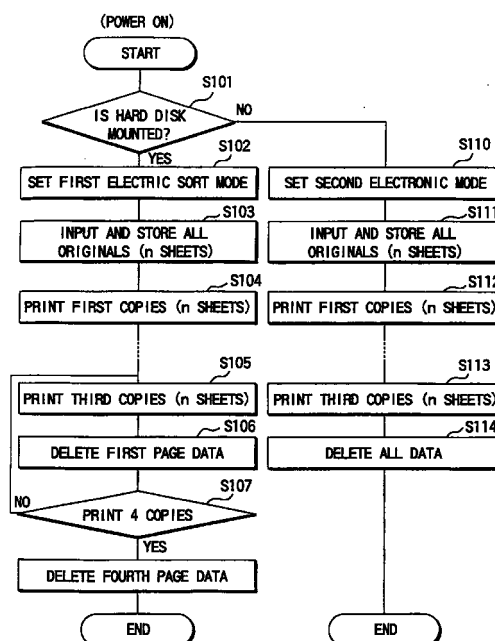 (POWER ON)
START
S101
IS HARD DISK
MOUNTED?
NO
YES
S102
SET FIRST ELECTRIC SORT MODE
S103
INPUT AND STORE ALL
ORIGINALS (n SHEETS)
S104
PRINT FIRST COPIES (n SHEETS)
S105
PRINT THIRD COPIES (n SHEETS)
S106
DELETE FIRST PAGE DATA
S107
NO
PRINT 4 COPIES
YES
DELETE FOURTH PAGE DATA
END
S110
SET SECOND ELECTRONIC MODE
S111
INPUT AND STORE ALL
ORIGINALS (n SHEETS)
S112
PRINT FIRST COPIES (n SHEETS)
S113
PRINT THIRD COPIES (n SHEETS)
S114
DELETE ALL DATA
END